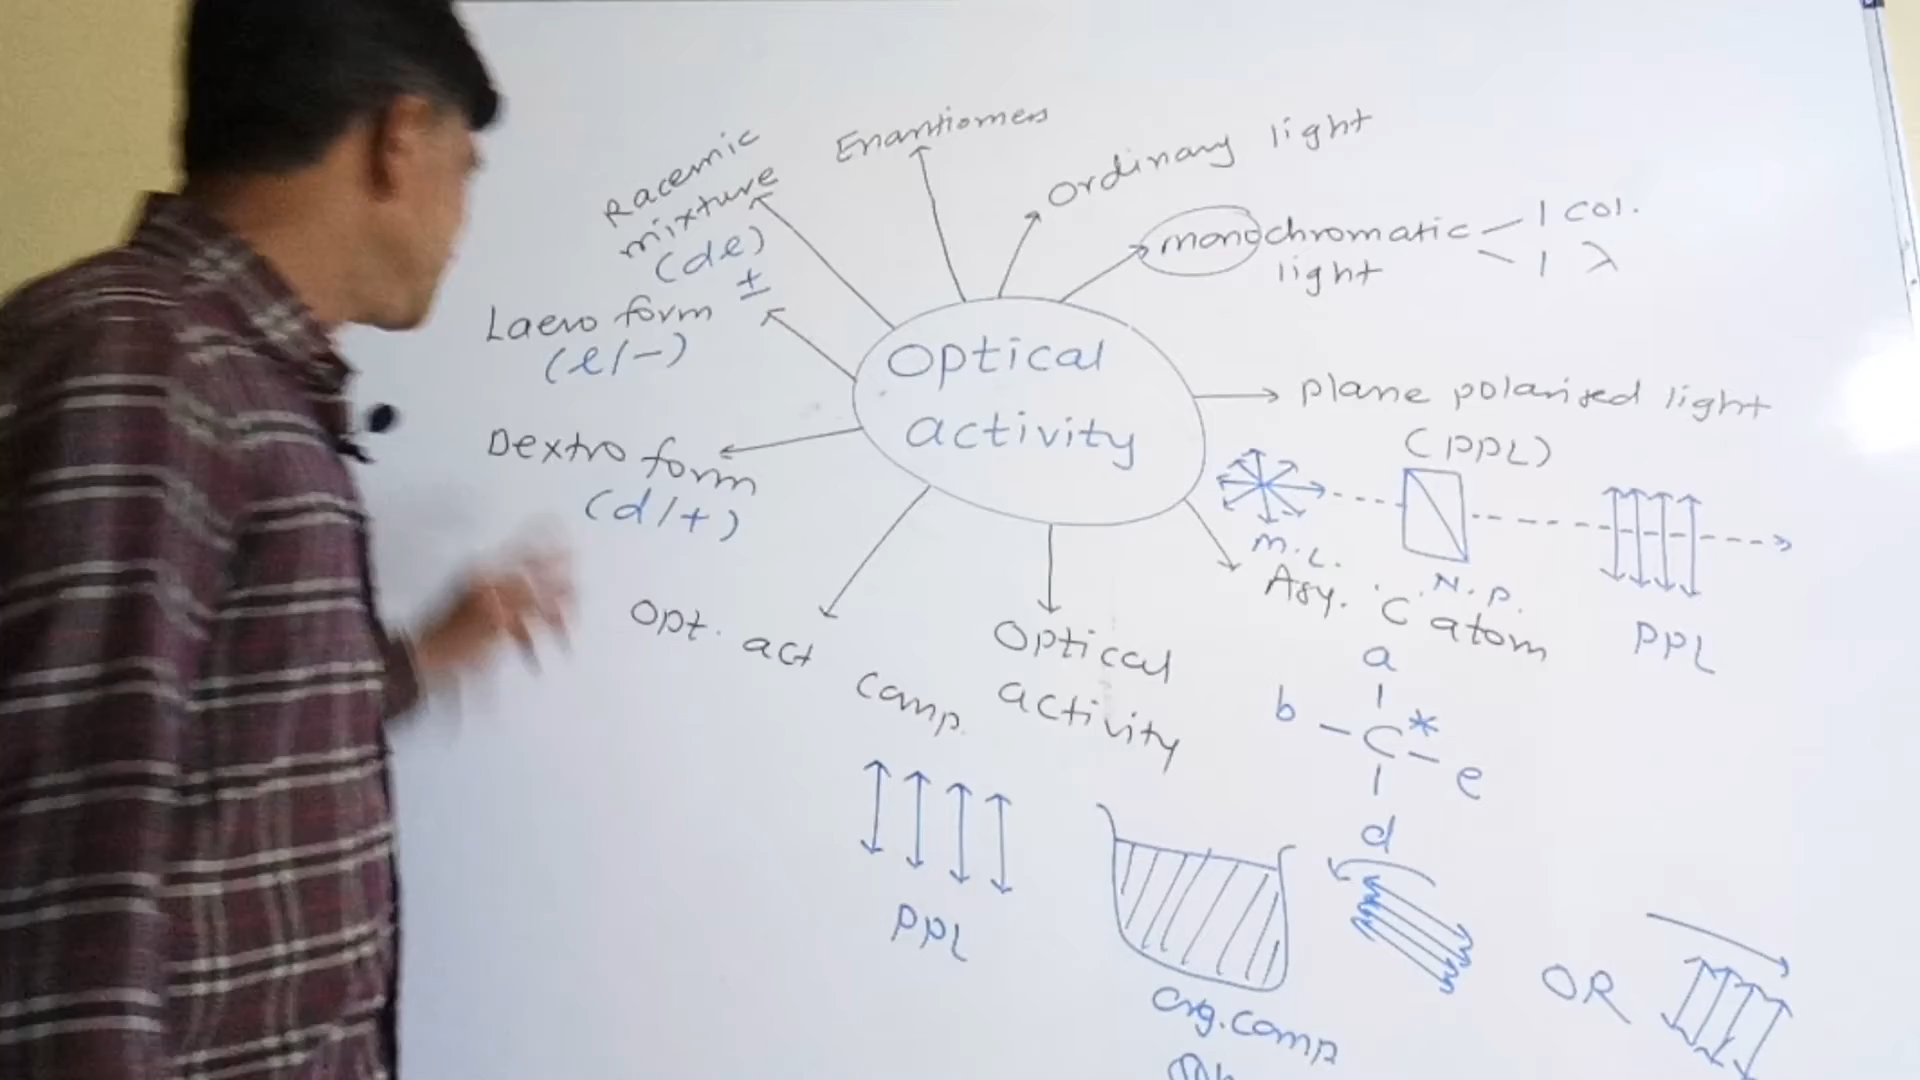 Optical
activity
Enantiomers
Ordinary light
monochromatic
light
1 Col.
1 λ
plane polarised light
(PPL)
M.L.
N.P.
PPL
Asy. 'C' atom
a
b - C* - e
d
Optical
activity
Opt. act comp.
PPL
Org. Comp
OR
Dextro form
(d/+)
Laevo form
(l/-)
Racemic
mixture
(dl)
±